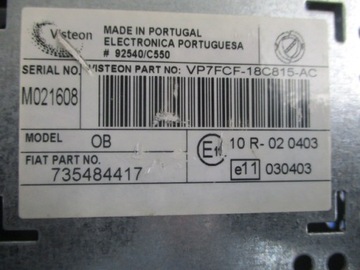 Visteon
MADE IN PORTUGAL
ELECTRONICA PORTUGUESA
# 92540/C550
SERIAL NO. VISTEON PART NO: VP7FCF-18C815-AC
M021608
MODEL OB
E11 10 R- 02 0403
FIAT PART NO.
735484417
e11 030403